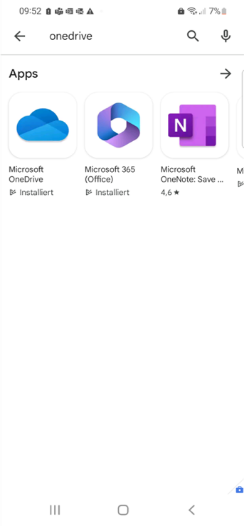 09:52 7%
onedrive
Apps
Microsoft OneDrive
Installiert
Microsoft 365 (Office)
Installiert
N
Microsoft OneNote: Save ...
4,6 ★